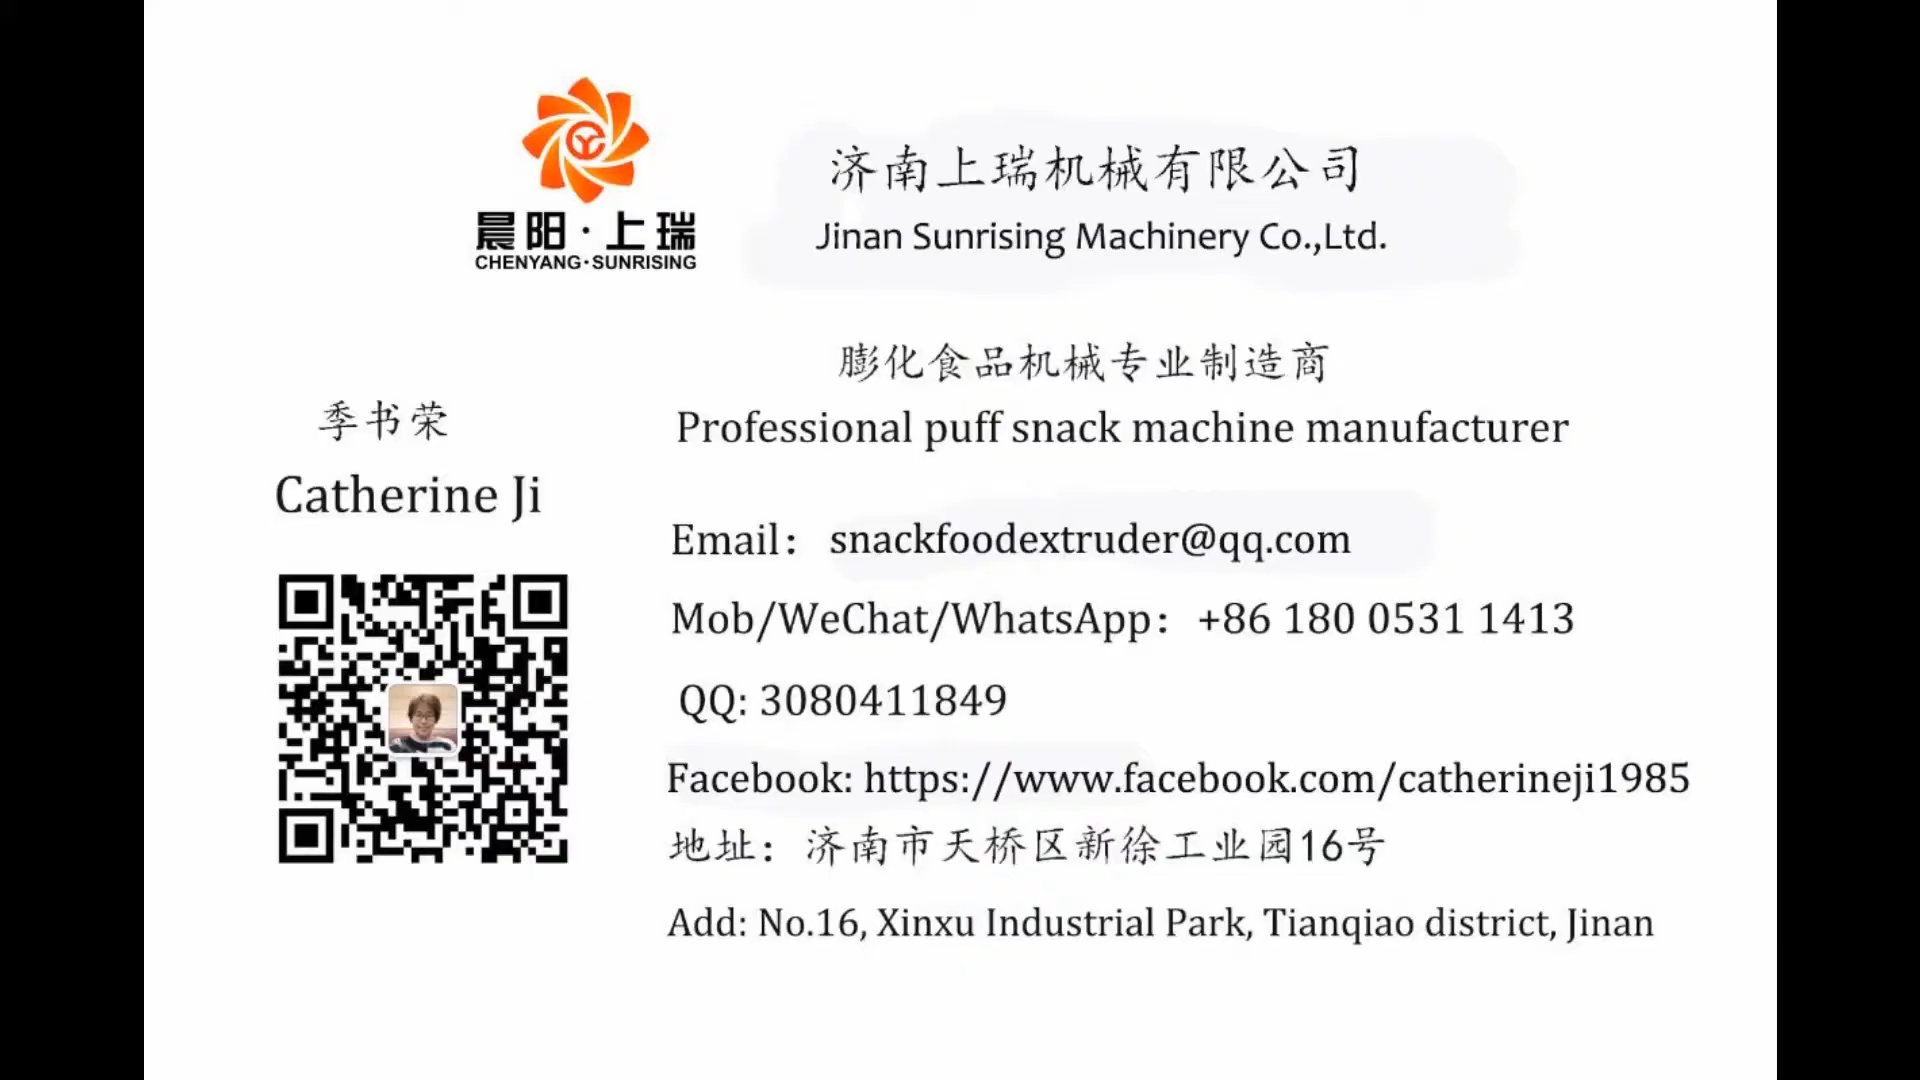 晨阳·上瑞
CHENYANG·SUNRISING
济南上瑞机械有限公司
Jinan Sunrising Machinery Co.,Ltd.
膨化食品机械专业制造商
Professional puff snack machine manufacturer
季书荣
Catherine Ji
Email： snackfoodextruder@qq.com
Mob/WeChat/WhatsApp：+86 180 0531 1413
QQ: 3080411849
Facebook: https://www.facebook.com/catherineji1985
地址：济南市天桥区新徐工业园16号
Add: No.16, Xinxu Industrial Park, Tianqiao district, Jinan